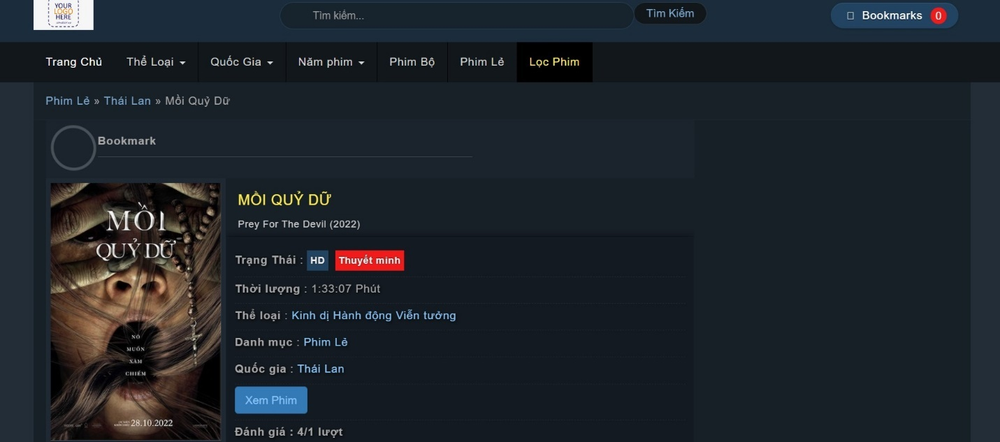 YOUR
LOGO
HERE
Tìm kiếm...
Tìm Kiếm
Bookmarks 0
Trang Chủ Thể Loại Quốc Gia Năm phim Phim Bộ Phim Lẻ Lọc Phim
Phim Lẻ » Thái Lan » Mồi Quỷ Dữ
Bookmark
MỒI
QUỶ DỮ
NÓ
MUỐN
XÂM
CHIẾM
28.10.2022
MỒI QUỶ DỮ
Prey For The Devil (2022)
Trạng Thái : HD Thuyết minh
Thời lượng : 1:33:07 Phút
Thể loại : Kinh dị Hành động Viễn tưởng
Danh mục : Phim Lẻ
Quốc gia : Thái Lan
Xem Phim
Đánh giá : 4/1 lượt